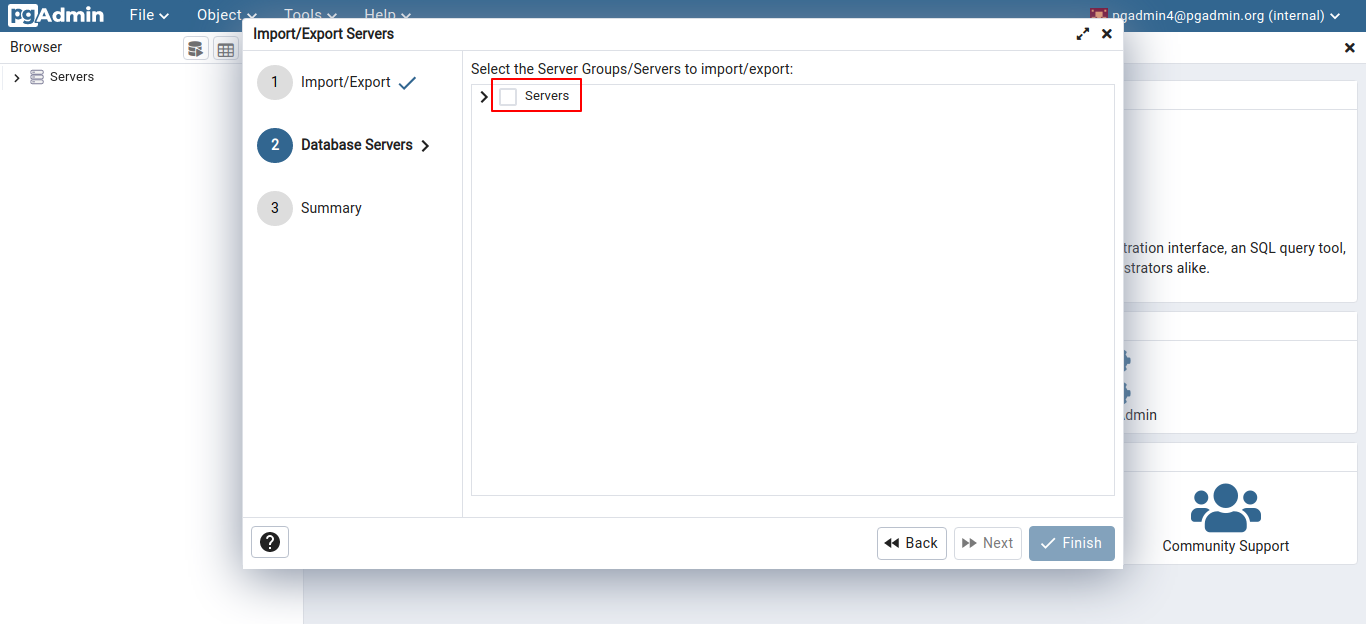 pgAdmin
File
Object
Tools
Help
pgadmin4@pgadmin.org (internal)
Browser
Servers
Import/Export Servers
1
Import/Export
2
Database Servers
3
Summary
Select the Server Groups/Servers to import/export:
Servers
tration interface, an SQL query tool,
strators alike.
dmin
Community Support
?
Back
Next
Finish